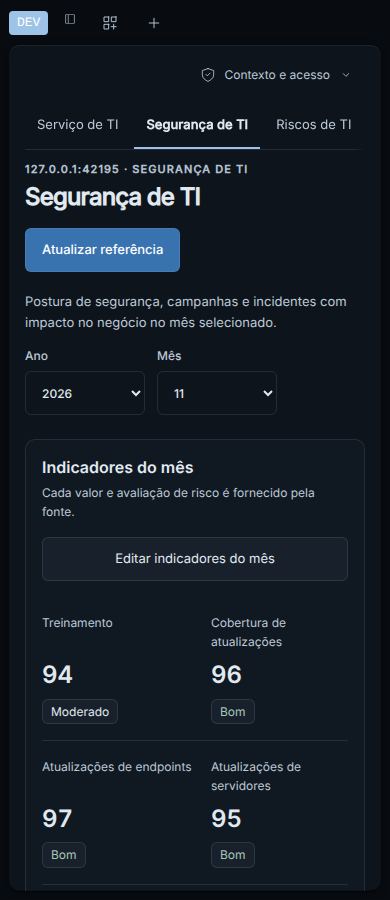 DEV
Contexto e acesso
Serviço de TI Segurança de TI Riscos de TI
127.0.0.1:42195 · SEGURANÇA DE TI
Segurança de TI
Atualizar referência
Postura de segurança, campanhas e incidentes com
impacto no negócio no mês selecionado.
Ano Mês
2026 11
Indicadores do mês
Cada valor e avaliação de risco é fornecido pela
fonte.
Editar indicadores do mês
Treinamento
94
Moderado
Cobertura de
atualizações
96
Bom
Atualizações de endpoints
97
Bom
Atualizações de
servidores
95
Bom